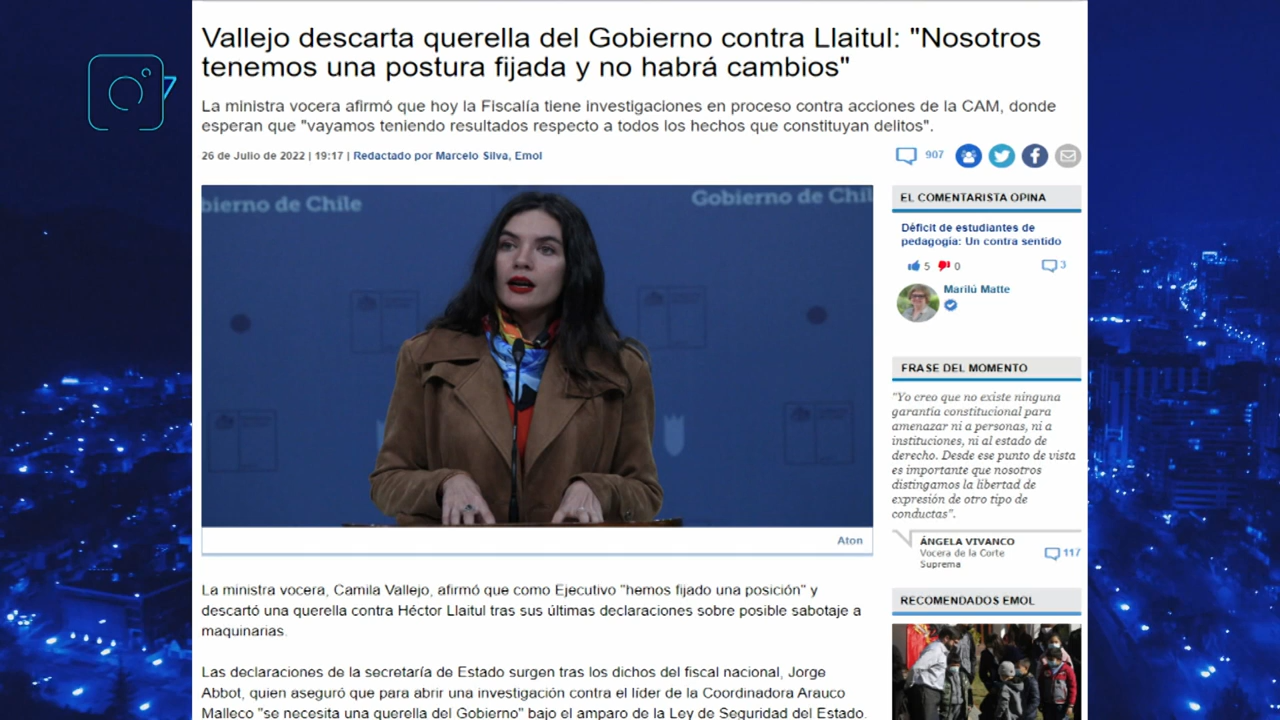 Vallejo descarta querella del Gobierno contra Llaitul: "Nosotros
tenemos una postura fijada y no habrá cambios"
La ministra vocera afirmó que hoy la Fiscalía tiene investigaciones en proceso contra acciones de la CAM, donde
esperan que "vayamos teniendo resultados respecto a todos los hechos que constituyan delitos".
26 de Julio de 2022 | 19:17 | Redactado por Marcelo Silva, Emol
907
bierno de Chile
Gobierno de Chil
Aton
La ministra vocera, Camila Vallejo, afirmó que como Ejecutivo "hemos fijado una posición" y
descartó una querella contra Héctor Llaitul tras sus últimas declaraciones sobre posible sabotaje a
maquinarias.
Las declaraciones de la secretaría de Estado surgen tras los dichos del fiscal nacional, Jorge
Abbot, quien aseguró que para abrir una investigación contra el líder de la Coordinadora Arauco
Malleco "se necesita una querella del Gobierno" bajo el amparo de la Ley de Seguridad del Estado.
EL COMENTARISTA OPINA
Déficit de estudiantes de
pedagogía: Un contra sentido
5 0 3
Marilú Matte
FRASE DEL MOMENTO
"Yo creo que no existe ninguna
garantía constitucional para
amenazar ni a personas, ni a
instituciones, ni al estado de
derecho. Desde ese punto de vista
es importante que nosotros
distingamos la libertad de
expresión de otro tipo de
conductas".
ÁNGELA VIVANCO
Vocera de la Corte
Suprema
117
RECOMENDADOS EMOL
7